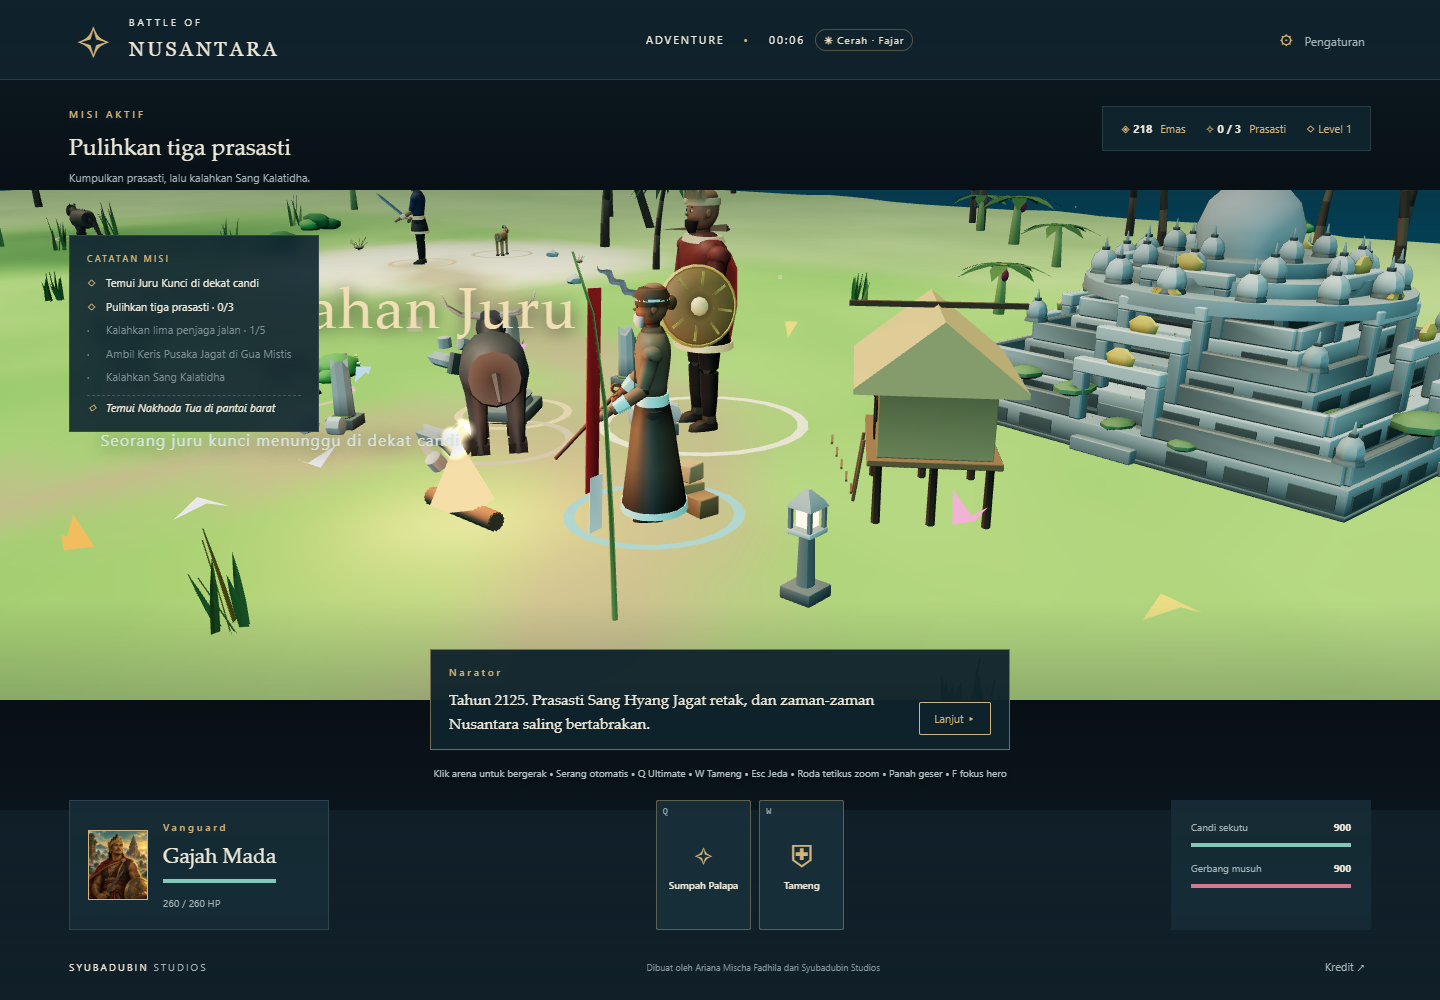 BATTLE OF
NUSANTARA
ADVENTURE • 00:06 Cerah · Fajar
Pengaturan
MISI AKTIF
Pulihkan tiga prasasti
Kumpulkan prasasti, lalu kalahkan Sang Kalatidha.
218 Emas 0 / 3 Prasasti Level 1
CATATAN MISI
Temui Juru Kunci di dekat candi
Pulihkan tiga prasasti · 0/3
Kalahkan lima penjaga jalan · 1/5
Ambil Keris Pusaka Jagat di Gua Mistis
Kalahkan Sang Kalatidha
Temui Nakhoda Tua di pantai barat
ahan Juru
Seorang juru kunci menunggu di dekat candi
Narator
Tahun 2125. Prasasti Sang Hyang Jagat retak, dan zaman-zaman
Nusantara saling bertabrakan.
Lanjut ▸
Klik arena untuk bergerak • Serang otomatis • Q Ultimate • W Tameng • Esc Jeda • Roda tetikus zoom • Panah geser • F fokus hero
Vanguard
Gajah Mada
260 / 260 HP
Q
Sumpah Palapa
W
Tameng
Candi sekutu 900
Gerbang musuh 900
SYUBADUBIN STUDIOS
Dibuat oleh Ariana Mischa Fadhila dari Syubadubin Studios
Kredit ↗